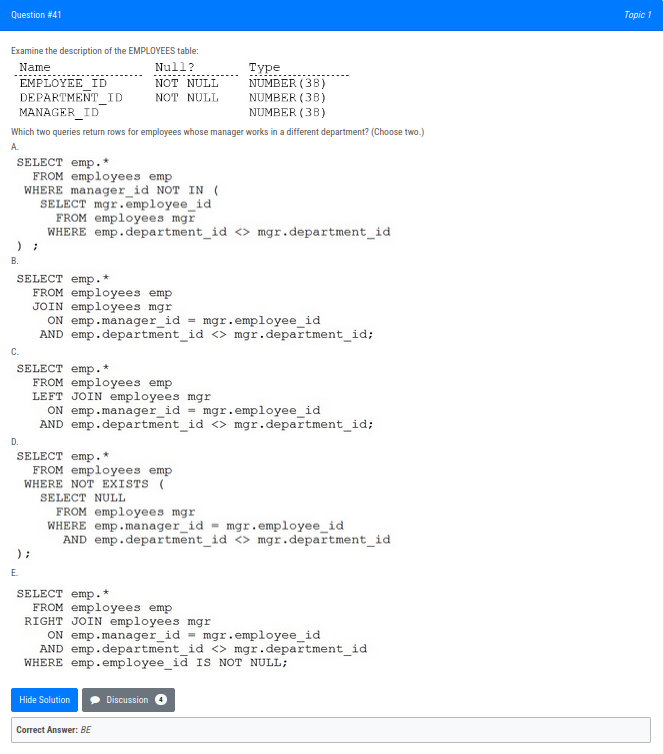 Question #41 Topic 1
Examine the description of the EMPLOYEES table:
Name Null? Type
EMPLOYEE_ID NOT NULL NUMBER(38)
DEPARTMENT_ID NOT NULL NUMBER(38)
MANAGER_ID NUMBER(38)
Which two queries return rows for employees whose manager works in a different department? (Choose two.)
A.
SELECT emp.*
FROM employees emp
WHERE manager_id NOT IN (
SELECT mgr.employee_id
FROM employees mgr
WHERE emp.department_id <> mgr.department_id
) ;
B.
SELECT emp.*
FROM employees emp
JOIN employees mgr
ON emp.manager_id = mgr.employee_id
AND emp.department_id <> mgr.department_id;
C.
SELECT emp.*
FROM employees emp
LEFT JOIN employees mgr
ON emp.manager_id = mgr.employee_id
AND emp.department_id <> mgr.department_id;
D.
SELECT emp.*
FROM employees emp
WHERE NOT EXISTS (
SELECT NULL
FROM employees mgr
WHERE emp.manager_id = mgr.employee_id
AND emp.department_id <> mgr.department_id
);
E.
SELECT emp.*
FROM employees emp
RIGHT JOIN employees mgr
ON emp.manager_id = mgr.employee_id
AND emp.department_id <> mgr.department_id
WHERE emp.employee_id IS NOT NULL;
Hide Solution Discussion 4
Correct Answer: BE